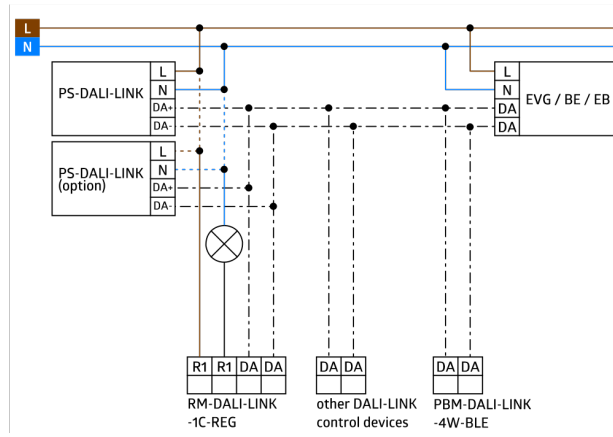 L
N
PS-DALI-LINK
L
N
DA+
DA-
PS-DALI-LINK
(option)
L
N
DA+
DA-
L
N
DA
DA
EVG / BE / EB
R1 R1 DA DA
RM-DALI-LINK
-1C-REG
DA DA
other DALI-LINK
control devices
DA DA
PBM-DALI-LINK
-4W-BLE